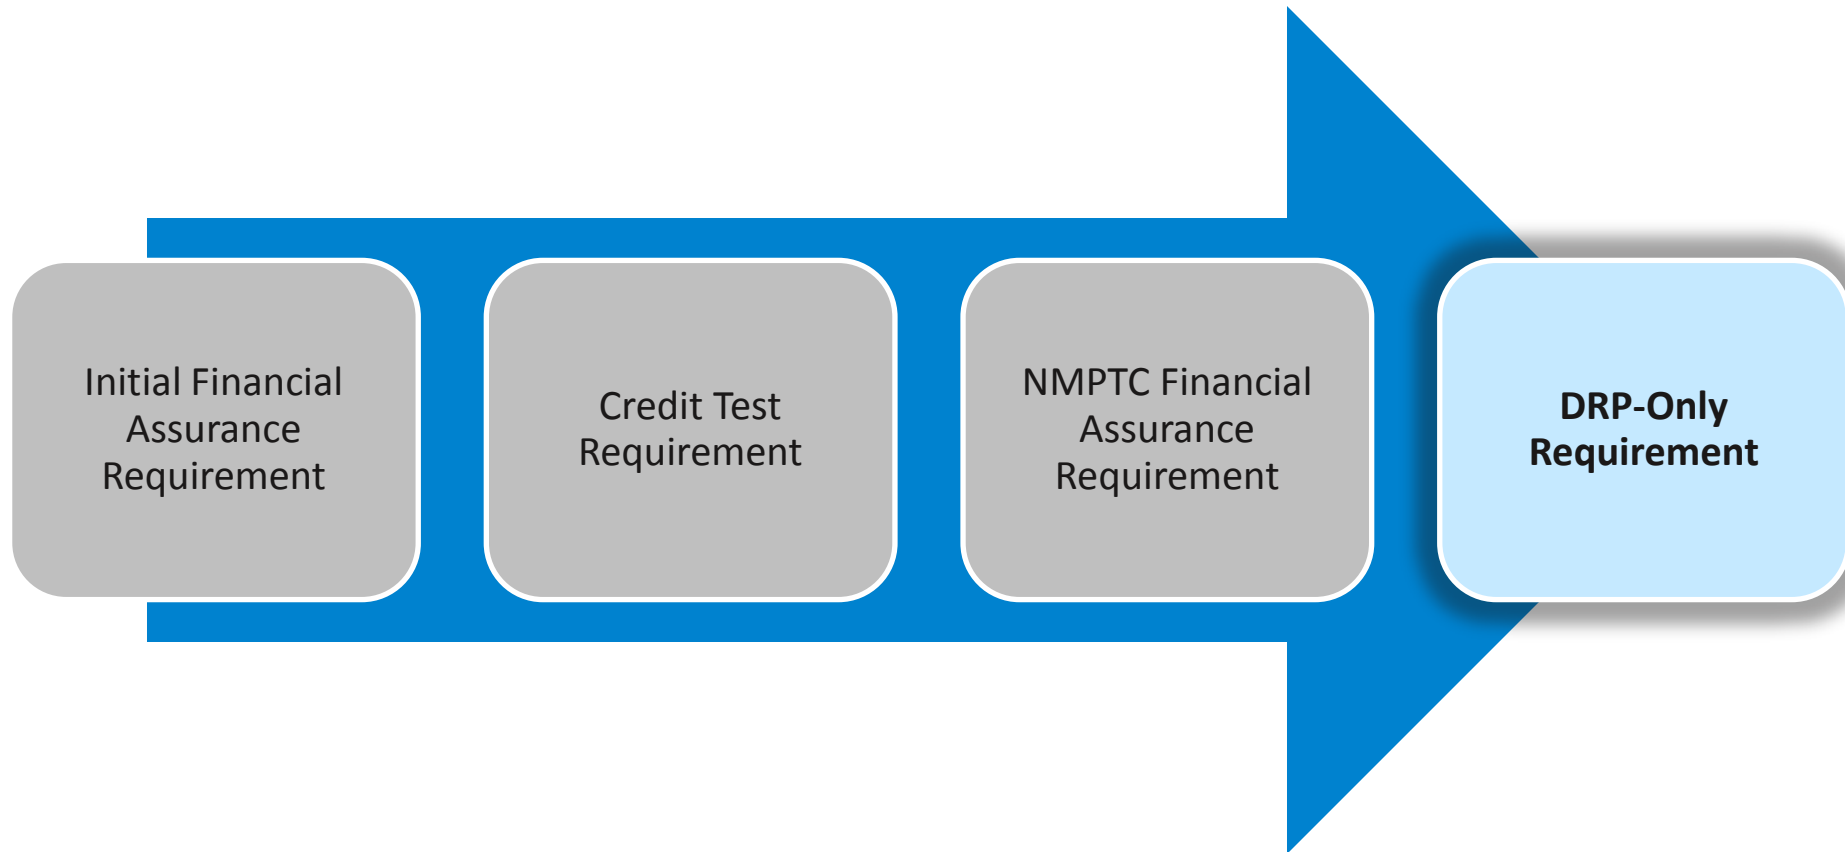 Initial Financial
Assurance
Requirement
Credit Test
Requirement
NMPTC Financial
Assurance
Requirement
DRP-Only
Requirement